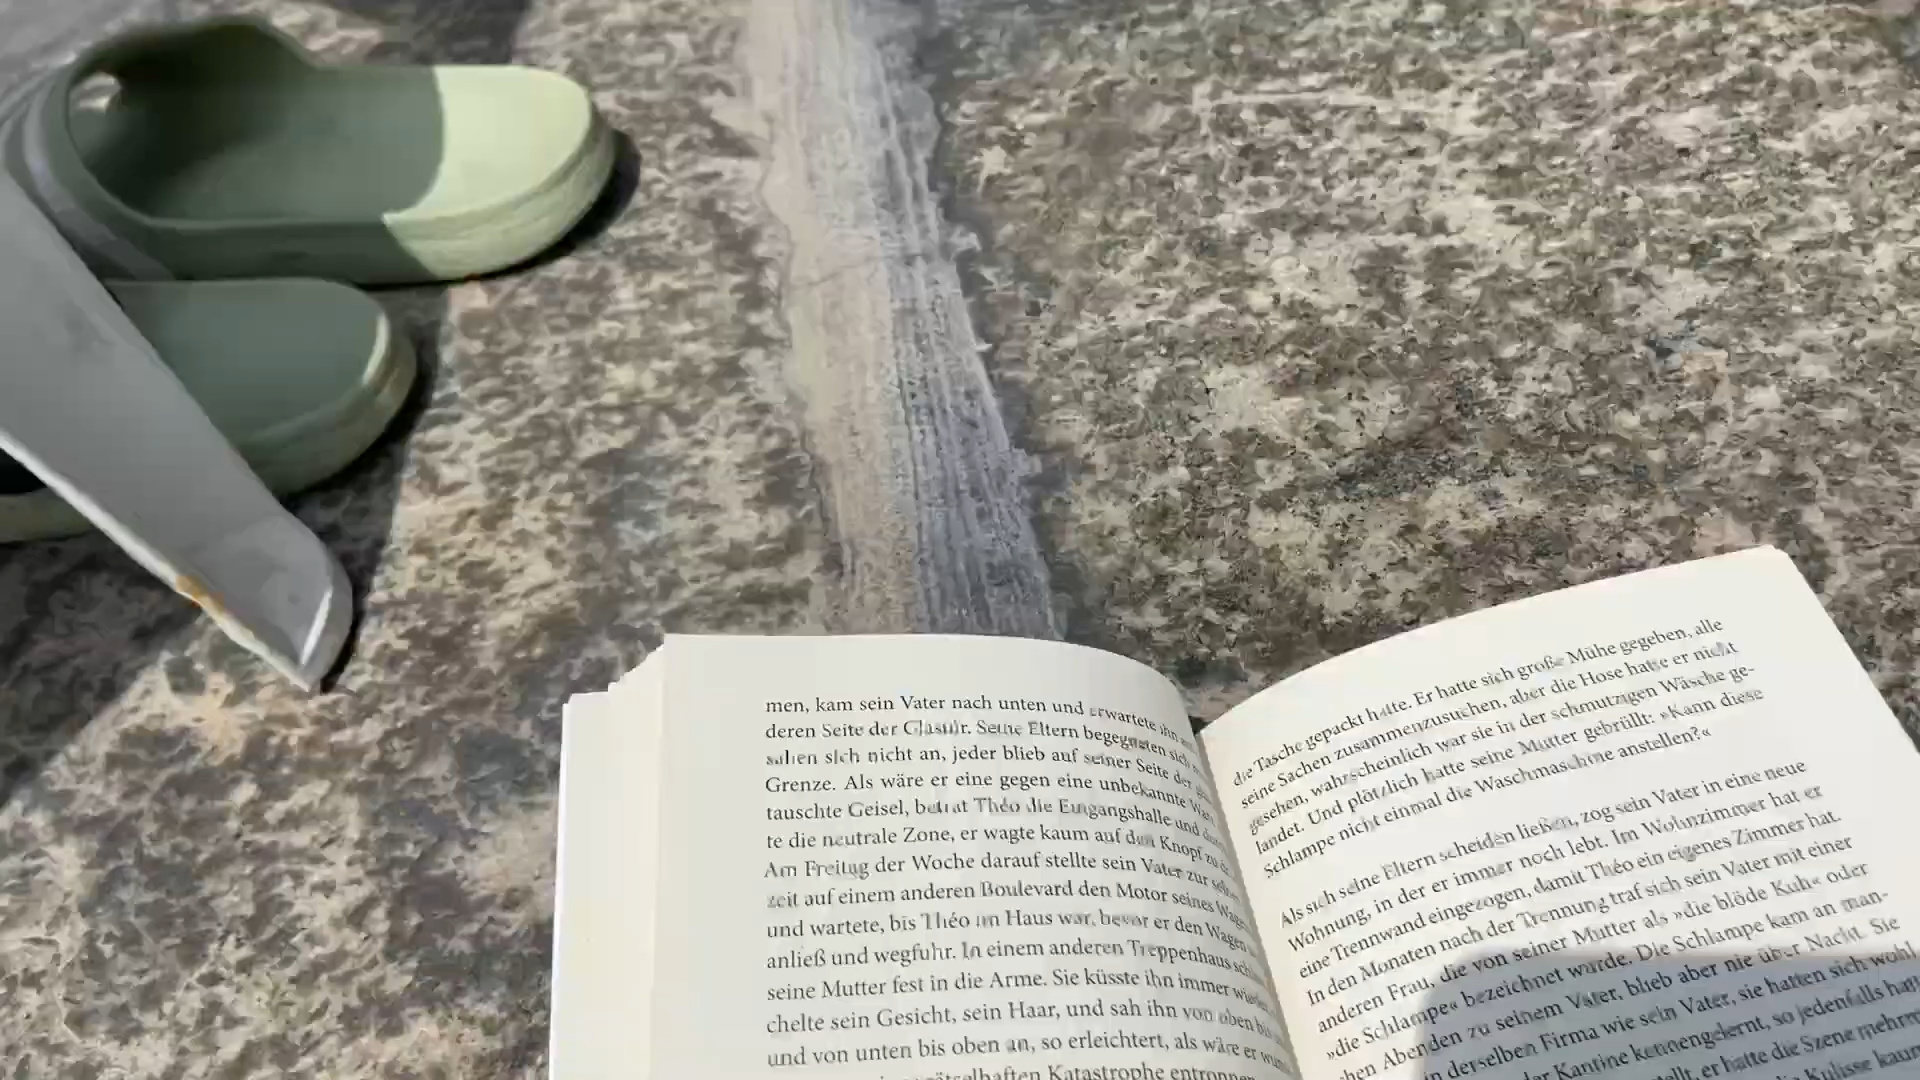 men, kam sein Vater nach unten und erwartete ihn
deren Seite der Glastür. Seine Eltern begegneten sich
sahen sich nicht an, jeder blieb auf seiner Seite der
Grenze. Als wäre er eine gegen eine unbekannte
tauschte Geisel, betrat Théo die Eingangshalle und
te die neutrale Zone, er wagte kaum auf den Knopf zu
Am Freitag der Woche darauf stellte sein Vater zur
zeit auf einem anderen Boulevard den Motor seines
und wartete, bis Théo im Haus war, bevor er den Wagen
anließ und wegfuhr. In einem anderen Treppenhaus
seine Mutter fest in die Arme. Sie küsste ihn immer
chelte sein Gesicht, sein Haar, und sah ihn von oben
und von unten bis oben an, so erleichtert, als wäre er
Katastrophe entronnen
die Tasche gepackt hatte. Er hatte sich große Mühe gegeben, alle
seine Sachen zusammenzusuchen, aber die Hose hatte er nicht
gesehen, wahrscheinlich war sie in der schmutzigen Wäsche ge-
landet. Und plötzlich hatte seine Mutter gebrüllt: »Kann diese
Schlampe nicht einmal die Waschmaschine anstellen?«
Als sich seine Eltern scheiden ließen, zog sein Vater in eine neue
Wohnung, in der er immer noch lebt. Im Wohnzimmer hat er
eine Trennwand eingezogen, damit Théo ein eigenes Zimmer hat.
In den Monaten nach der Trennung traf sich sein Vater mit einer
anderen Frau, die von seiner Mutter als »die blöde Kuh« oder
»die Schlampe« bezeichnet wurde. Die Schlampe kam an man-
chen Abenden zu seinem Vater, blieb aber nie über Nacht. Sie
in derselben Firma wie sein Vater, sie hatten sich wohl
der Kantine kennengelernt, so jedenfalls
er hatte die Szene
Kulisse kaum